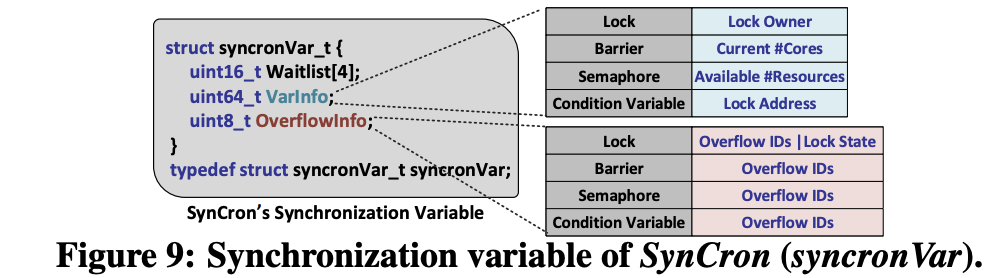 struct syncronVar_t {
uint16_t Waitlist[4];
uint64_t VarInfo;
uint8_t OverflowInfo;
}
typedef struct syncronVar_t syncronVar;
SynCron's Synchronization Variable
Lock Lock Owner
Barrier Current #Cores
Semaphore Available #Resources
Condition Variable Lock Address
Lock Overflow IDs |Lock State
Barrier Overflow IDs
Semaphore Overflow IDs
Condition Variable Overflow IDs
Figure 9: Synchronization variable of SynCron (syncronVar).